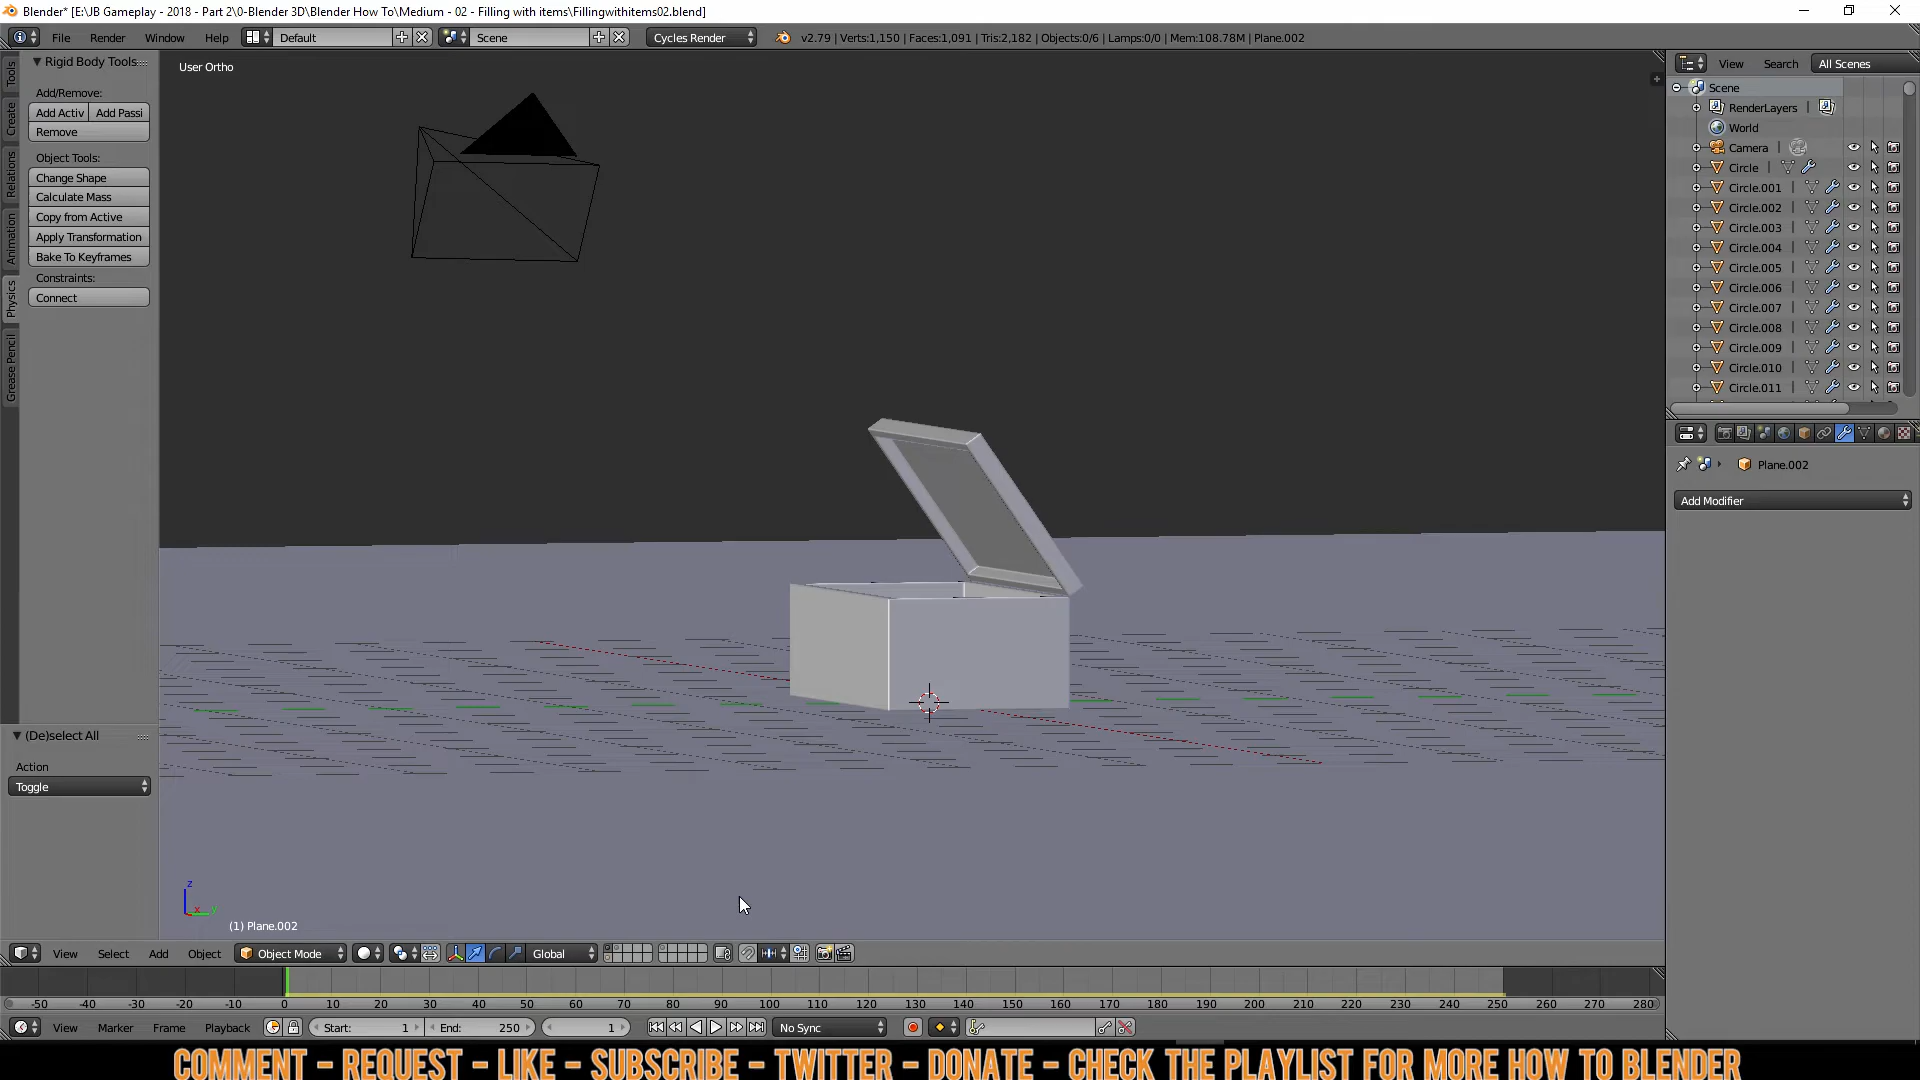 Blender* [E:\JB Gameplay - 2018 - Part 2\0-Blender 3D\Blender How To\Medium - 02 - Filling with items\Fillingwithitems02.blend]
File Render Window Help Default Scene Cycles Render v2.79 | Verts:1,150 | Faces:1,091 | Tris:2,182 | Objects:0/6 | Lamps:0/0 | Mem:108.78M | Plane.002
Tools
Create
Relations
Animation
Physics
Grease Pencil
Rigid Body Tools
Add/Remove:
Add Activ Add Passi
Remove
Object Tools:
Change Shape
Calculate Mass
Copy from Active
Apply Transformation
Bake To Keyframes
Constraints:
Connect
(De)select All
Action
Toggle
User Ortho
z
x y
(1) Plane.002
View Search All Scenes
Scene
RenderLayers |
World
Camera |
Circle |
Circle.001 |
Circle.002 |
Circle.003 |
Circle.004 |
Circle.005 |
Circle.006 |
Circle.007 |
Circle.008 |
Circle.009 |
Circle.010 |
Circle.011 |
Plane.002
Add Modifier
View Select Add Object Object Mode Global
-50 -40 -30 -20 -10 0 10 20 30 40 50 60 70 80 90 100 110 120 130 140 150 160 170 180 190 200 210 220 230 240 250 260 270 280
View Marker Frame Playback Start: 1 End: 250 1 No Sync
COMMENT - REQUEST - LIKE - SUBSCRIBE - TWITTER - DONATE - CHECK THE PLAYLIST FOR MORE HOW TO BLENDER